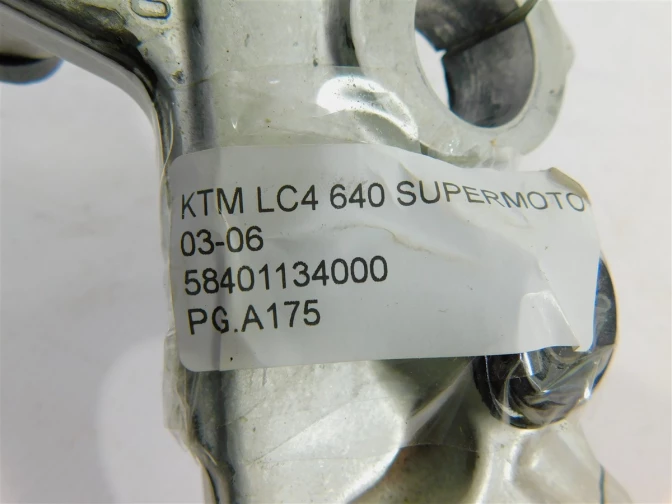 KTM LC4 640 SUPERMOTO
03-06
58401134000
PG.A175